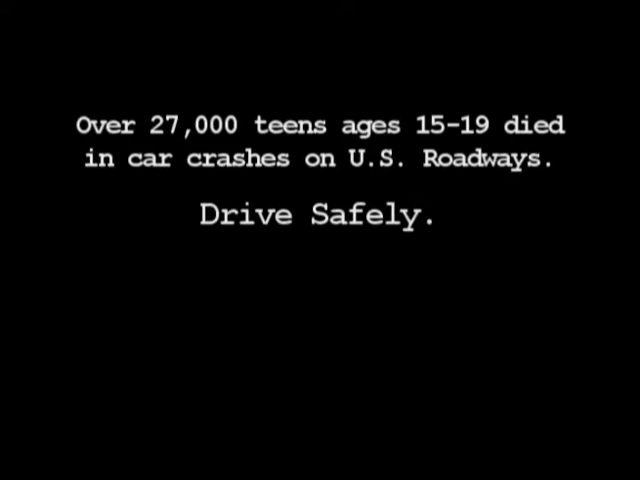 Over 27,000 teens ages 15-19 died
in car crashes on U.S. Roadways.
Drive Safely.